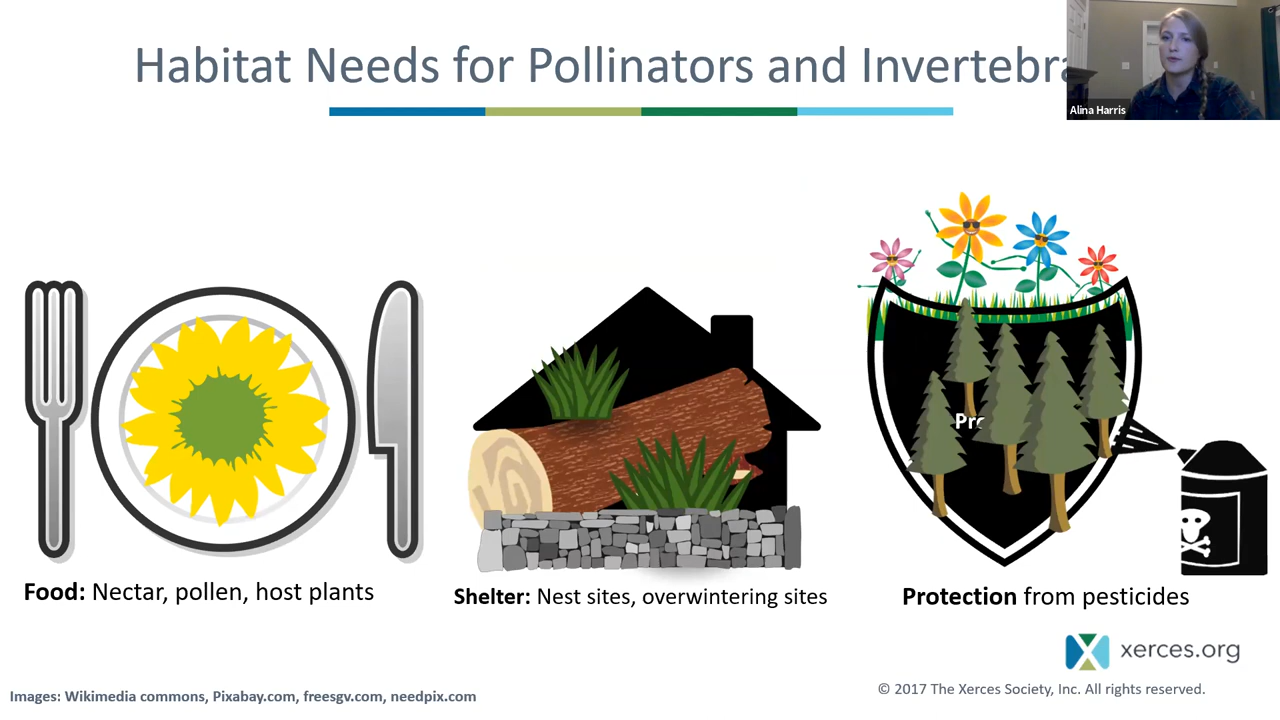 Habitat Needs for Pollinators and Invertebra
Alina Harris
Pro
Food: Nectar, pollen, host plants
Shelter: Nest sites, overwintering sites
Protection from pesticides
xerces.org
Images: Wikimedia commons, Pixabay.com, freesgv.com, needpix.com
© 2017 The Xerces Society, Inc. All rights reserved.